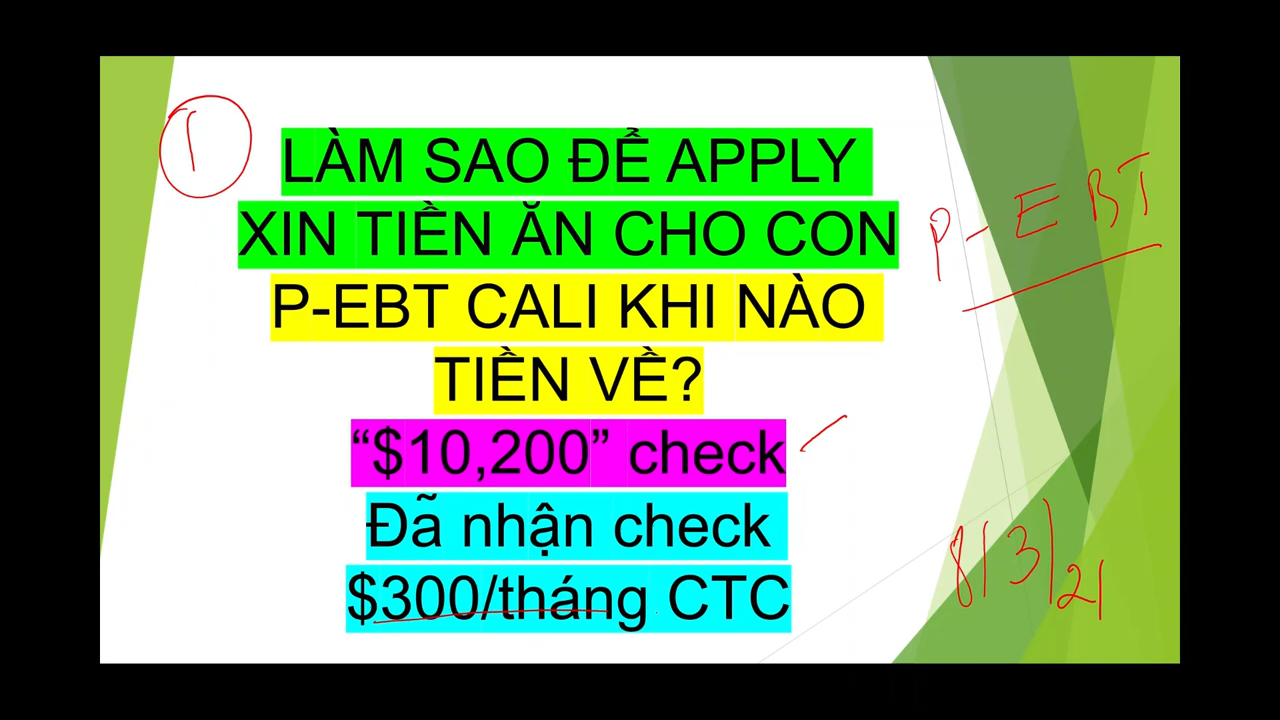 1
LÀM SAO ĐỂ APPLY
XIN TIỀN ĂN CHO CON
P-EBT
P-EBT CALI KHI NÀO
TIỀN VỀ?
“$10,200” check
Đã nhận check
$300/tháng CTC
8/3/21